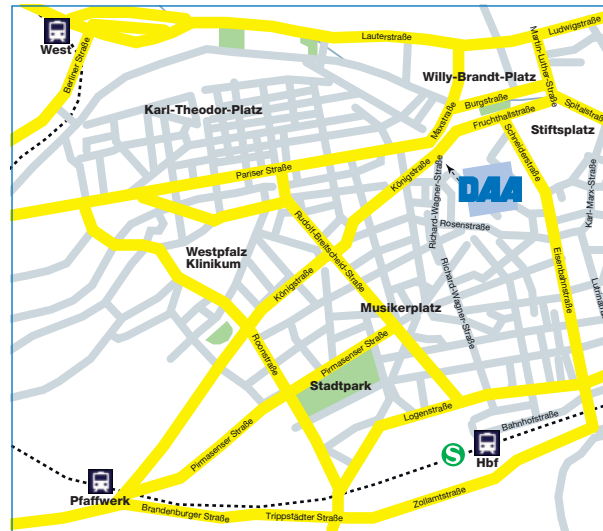 West
Berliner Straße
Lauterstraße
Ludwigstraße
Martin-Luther-Straße
Willy-Brandt-Platz
Burgstraße
Fruchthallstraße
Spitalstraße
Maxstraße
Karl-Theodor-Platz
Stiftsplatz
Schneiderstraße
Pariser Straße
Königstraße
Richard-Wagner-Straße
DAA
Karl-Marx-Straße
Rosenstraße
Rudolf-Breitscheid-Straße
Westpfalz
Klinikum
Eisenbahnstraße
Königstraße
Richard-Wagner-Straße
Musikerplatz
Roonstraße
Pirmasenser Straße
Stadtpark
Logenstraße
Bahnhofstraße
Pirmasenser Straße
S
Hbf
Pfaffwerk
Zollamtstraße
Brandenburger Straße
Trippstädter Straße